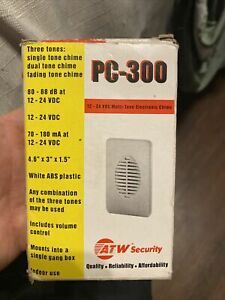 Three tones:
single tone chime
dual tone chime
fading tone chime
80 - 88 dB at
12 - 24 VDC
12 - 24 VDC
70 - 180 mA at
12 - 24 VDC
4.6" x 3" x 1.5"
White ABS plastic
Any combination
of the three tones
may be used
Includes volume
control
Mounts into a
single gang box
Indoor use
PC-300
12 - 24 VDC Multi-Tone Electronic Chime
ATW Security
Quality • Reliability • Affordability